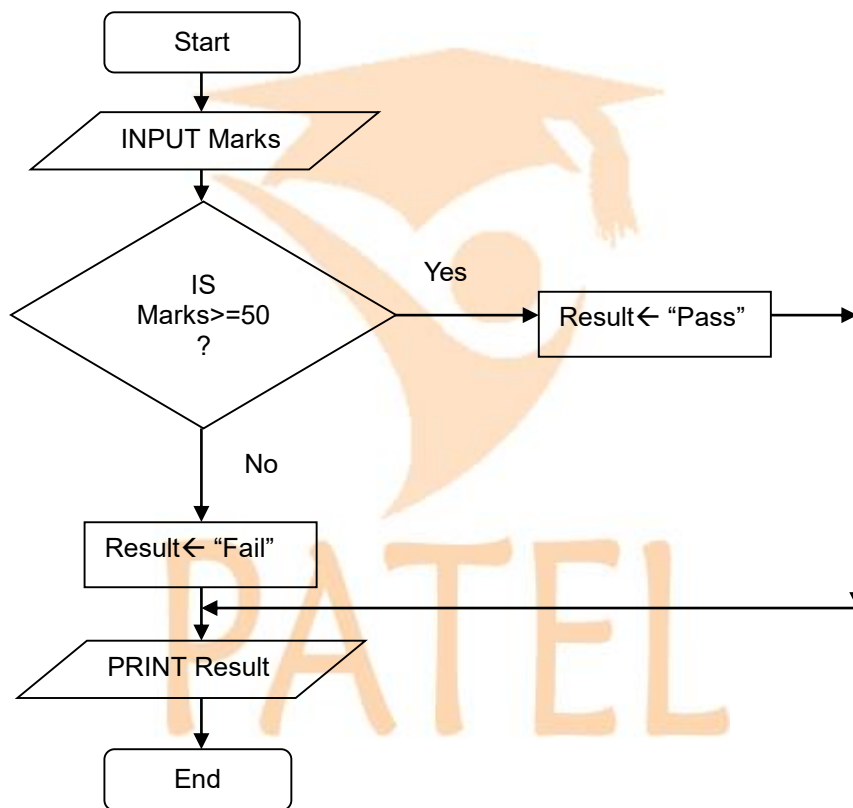 Start
INPUT Marks
IS
Marks>=50
?
Yes
Result← “Pass”
No
Result← “Fail”
PRINT Result
End
PATEL